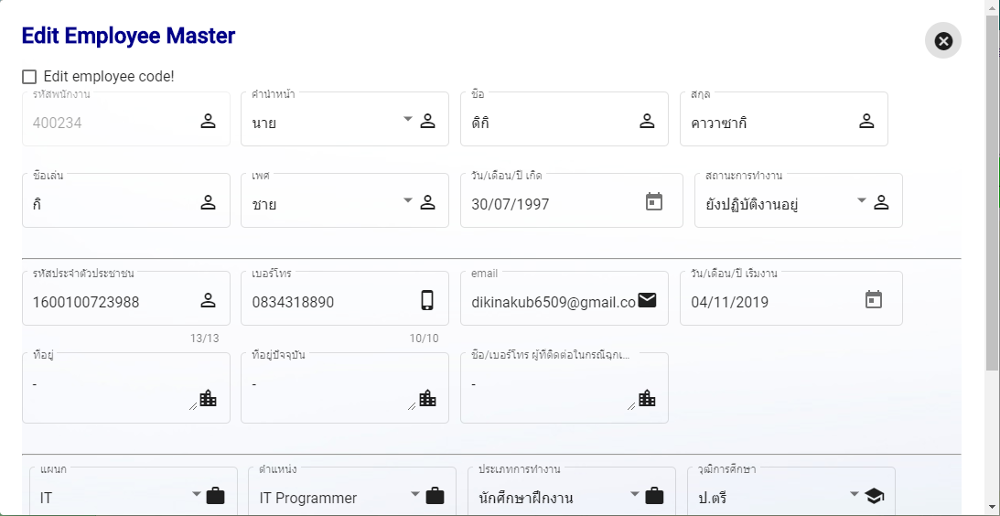 Edit Employee Master
Edit employee code!
รหัสพนักงาน
400234
คำนำหน้า
นาย
ชื่อ
ดิกิ
สกุล
คาวาซากิ
ชื่อเล่น
กิ
เพศ
ชาย
วัน/เดือน/ปี เกิด
30/07/1997
สถานะการทำงาน
ยังปฏิบัติงานอยู่
รหัสประจำตัวประชาชน
1600100723988
13/13
เบอร์โทร
0834318890
10/10
email
dikinakub6509@gmail.co
วัน/เดือน/ปี เริ่มงาน
04/11/2019
ที่อยู่
-
ที่อยู่ปัจจุบัน
-
ชื่อ/เบอร์โทร ผู้ที่ติดต่อในกรณีฉุกเ...
-
แผนก
IT
ตำแหน่ง
IT Programmer
ประเภทการทำงาน
นักศึกษาฝึกงาน
วุฒิการศึกษา
ป.ตรี